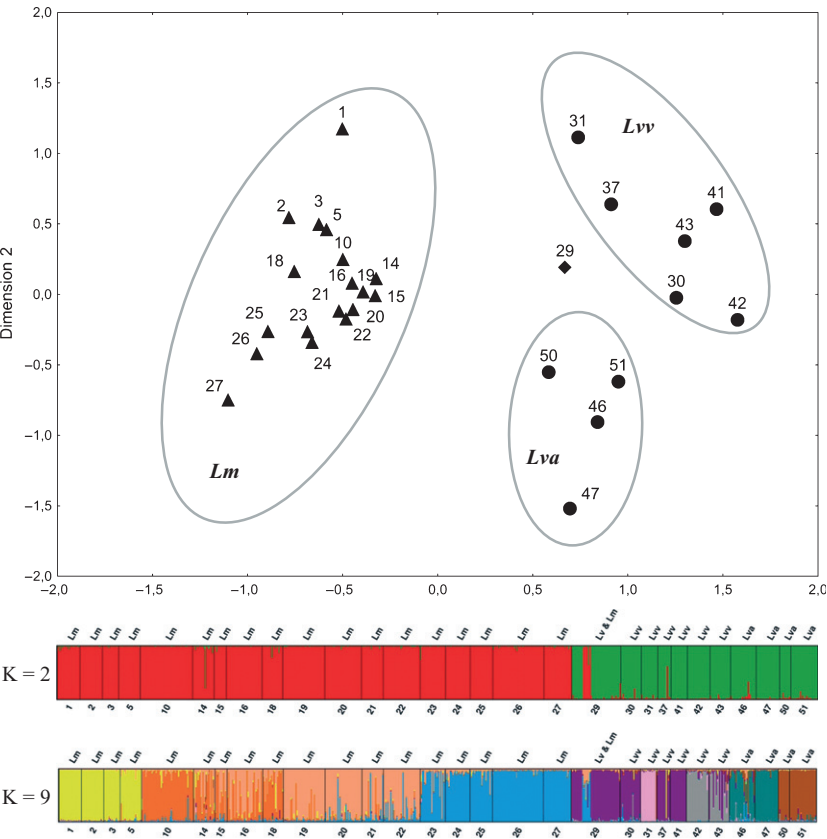 2,0
1,5
1,0
0,5
0,0
–0,5
–1,0
–1,5
–2,0
Dimension 2
–2,0 –1,5 –1,0 –0,5 0,0 0,5 1,0 1,5 2,0
1
31
Lvv
2 3 5
37 41
10
43
18 16 19 14
29
21 15
30
25 23 20
42
26 22
24
50 51
27
46
Lm
Lva
47
Lm Lm Lm Lm Lm Lm Lm Lm Lm Lm Lm Lm Lm Lm Lm Lm Lm Lm Lv & Lm Lvv Lvv Lvv Lvv Lvv Lvv Lva Lva Lva Lva
K = 2
1 2 3 5 10 14 15 16 18 19 20 21 22 23 24 25 26 27 29 30 31 37 41 42 43 46 47 50 51
Lm Lm Lm Lm Lm Lm Lm Lm Lm Lm Lm Lm Lm Lm Lm Lm Lm Lm Lv & Lm Lvv Lvv Lvv Lvv Lvv Lvv Lva Lva Lva Lva
K = 9
1 2 3 5 10 14 15 16 18 19 20 21 22 23 24 25 26 27 29 30 31 37 41 42 43 46 47 50 51